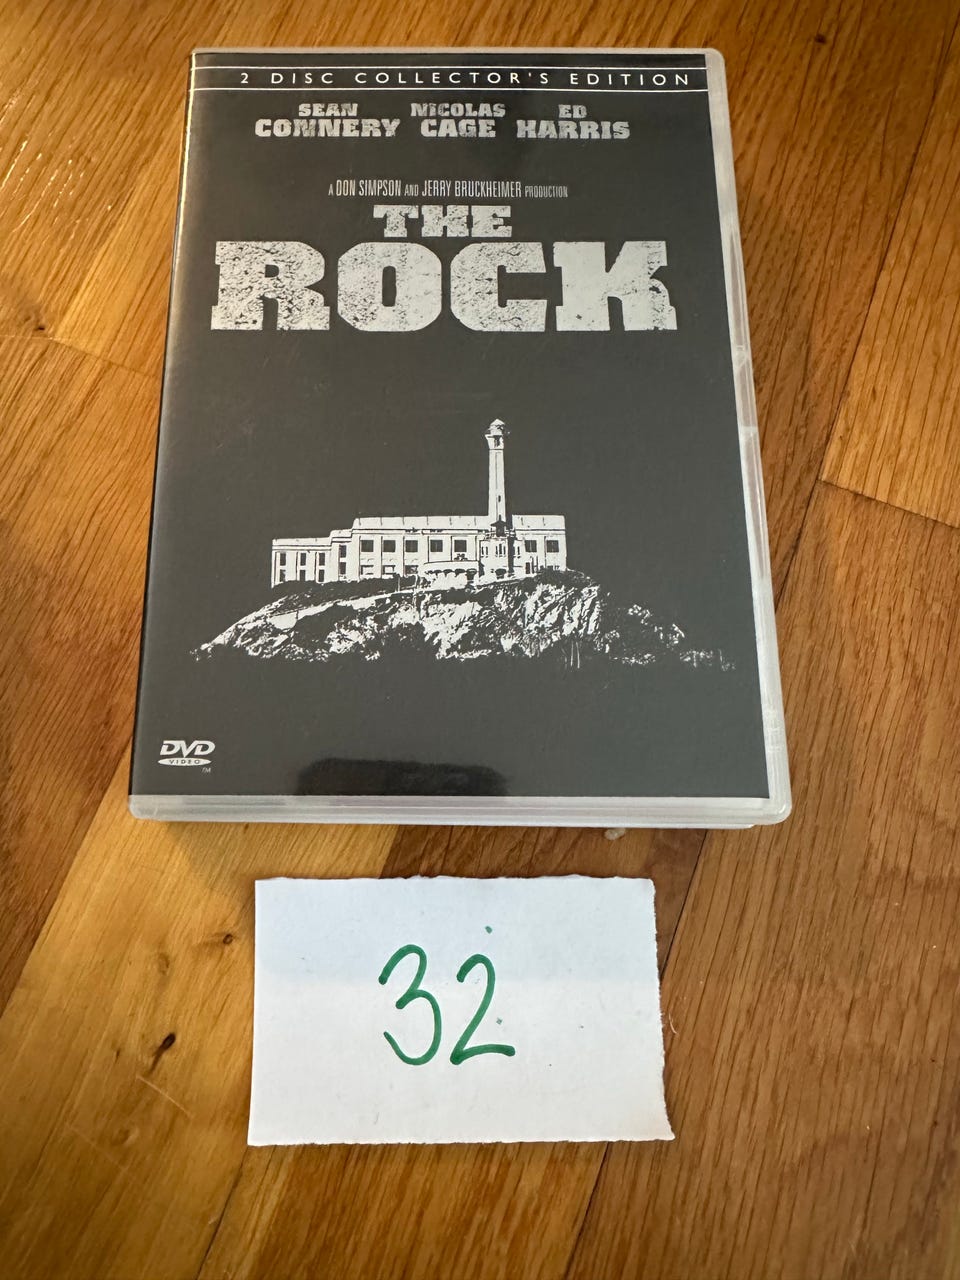 2 DISC COLLECTOR'S EDITION
SEAN CONNERY NICOLAS CAGE ED HARRIS
A DON SIMPSON AND JERRY BRUCKHEIMER PRODUCTION
THE
ROCK
DVD
VIDEO
TM
32